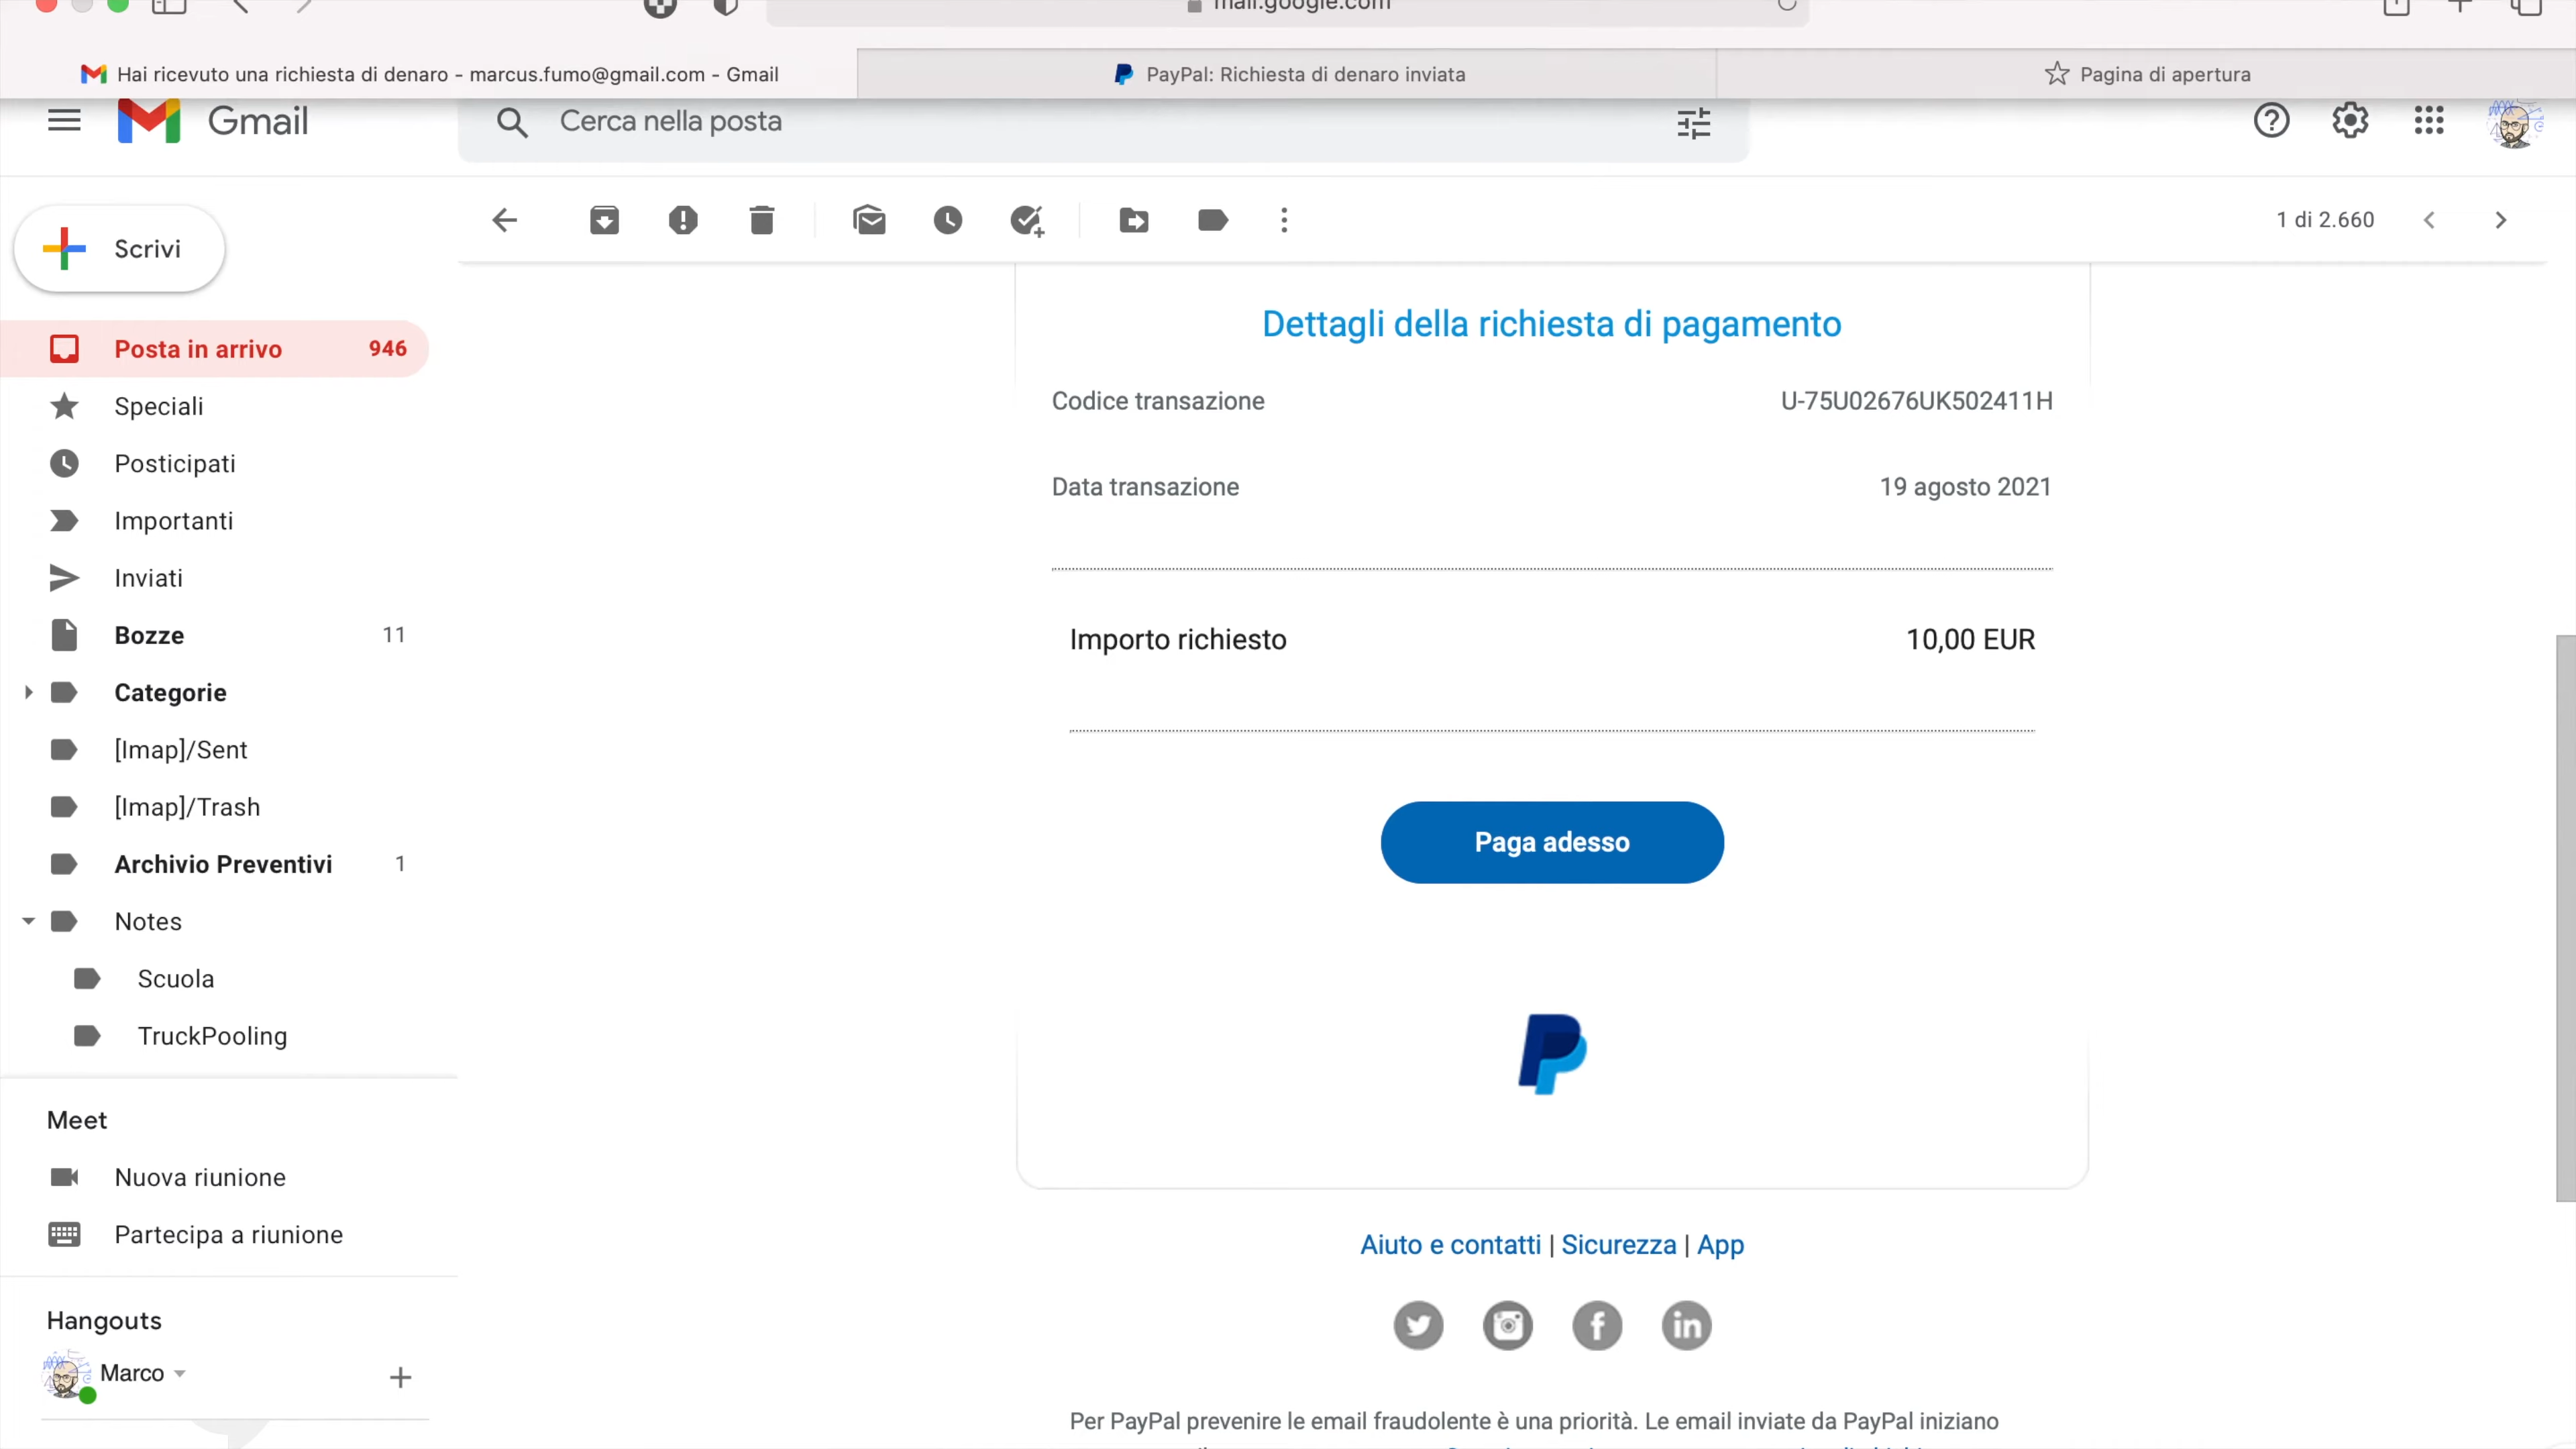 mail.google.com
Hai ricevuto una richiesta di denaro - marcus.fumo@gmail.com - Gmail
PayPal: Richiesta di denaro inviata
Pagina di apertura
Gmail
Cerca nella posta
1 di 2.660
Scrivi
Posta in arrivo 946
Speciali
Posticipati
Importanti
Inviati
Bozze 11
Categorie
[Imap]/Sent
[Imap]/Trash
Archivio Preventivi 1
Notes
Scuola
TruckPooling
Meet
Nuova riunione
Partecipa a riunione
Hangouts
Marco
Dettagli della richiesta di pagamento
Codice transazione U-75U02676UK502411H
Data transazione 19 agosto 2021
Importo richiesto 10,00 EUR
Paga adesso
Aiuto e contatti | Sicurezza | App
Per PayPal prevenire le email fraudolente è una priorità. Le email inviate da PayPal iniziano